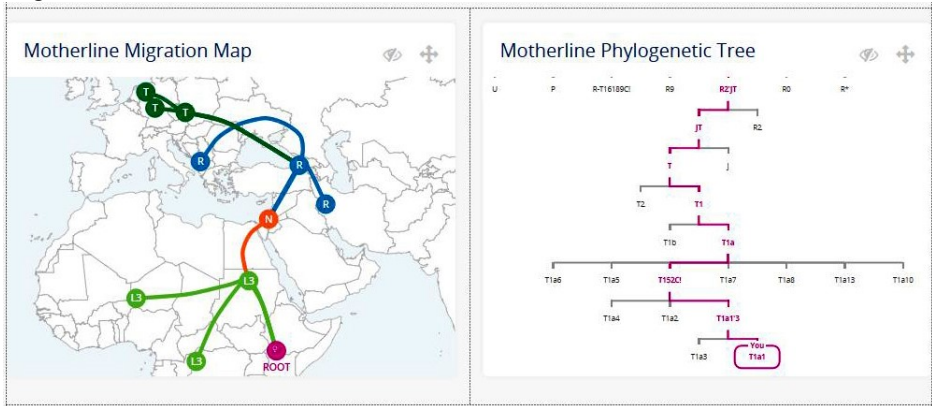 Motherline Migration Map
T
T
T
R
R
R
N
L3
L3
L3
ROOT
Motherline Phylogenetic Tree
U P R-T16189C! R9 R2'JT R0 R*
JT R2
T J
T2 T1
T1b T1a
T1a6 T1a5 T152C! T1a7 T1a8 T1a13 T1a10
T1a4 T1a2 T1a1'3
You
T1a3 T1a1